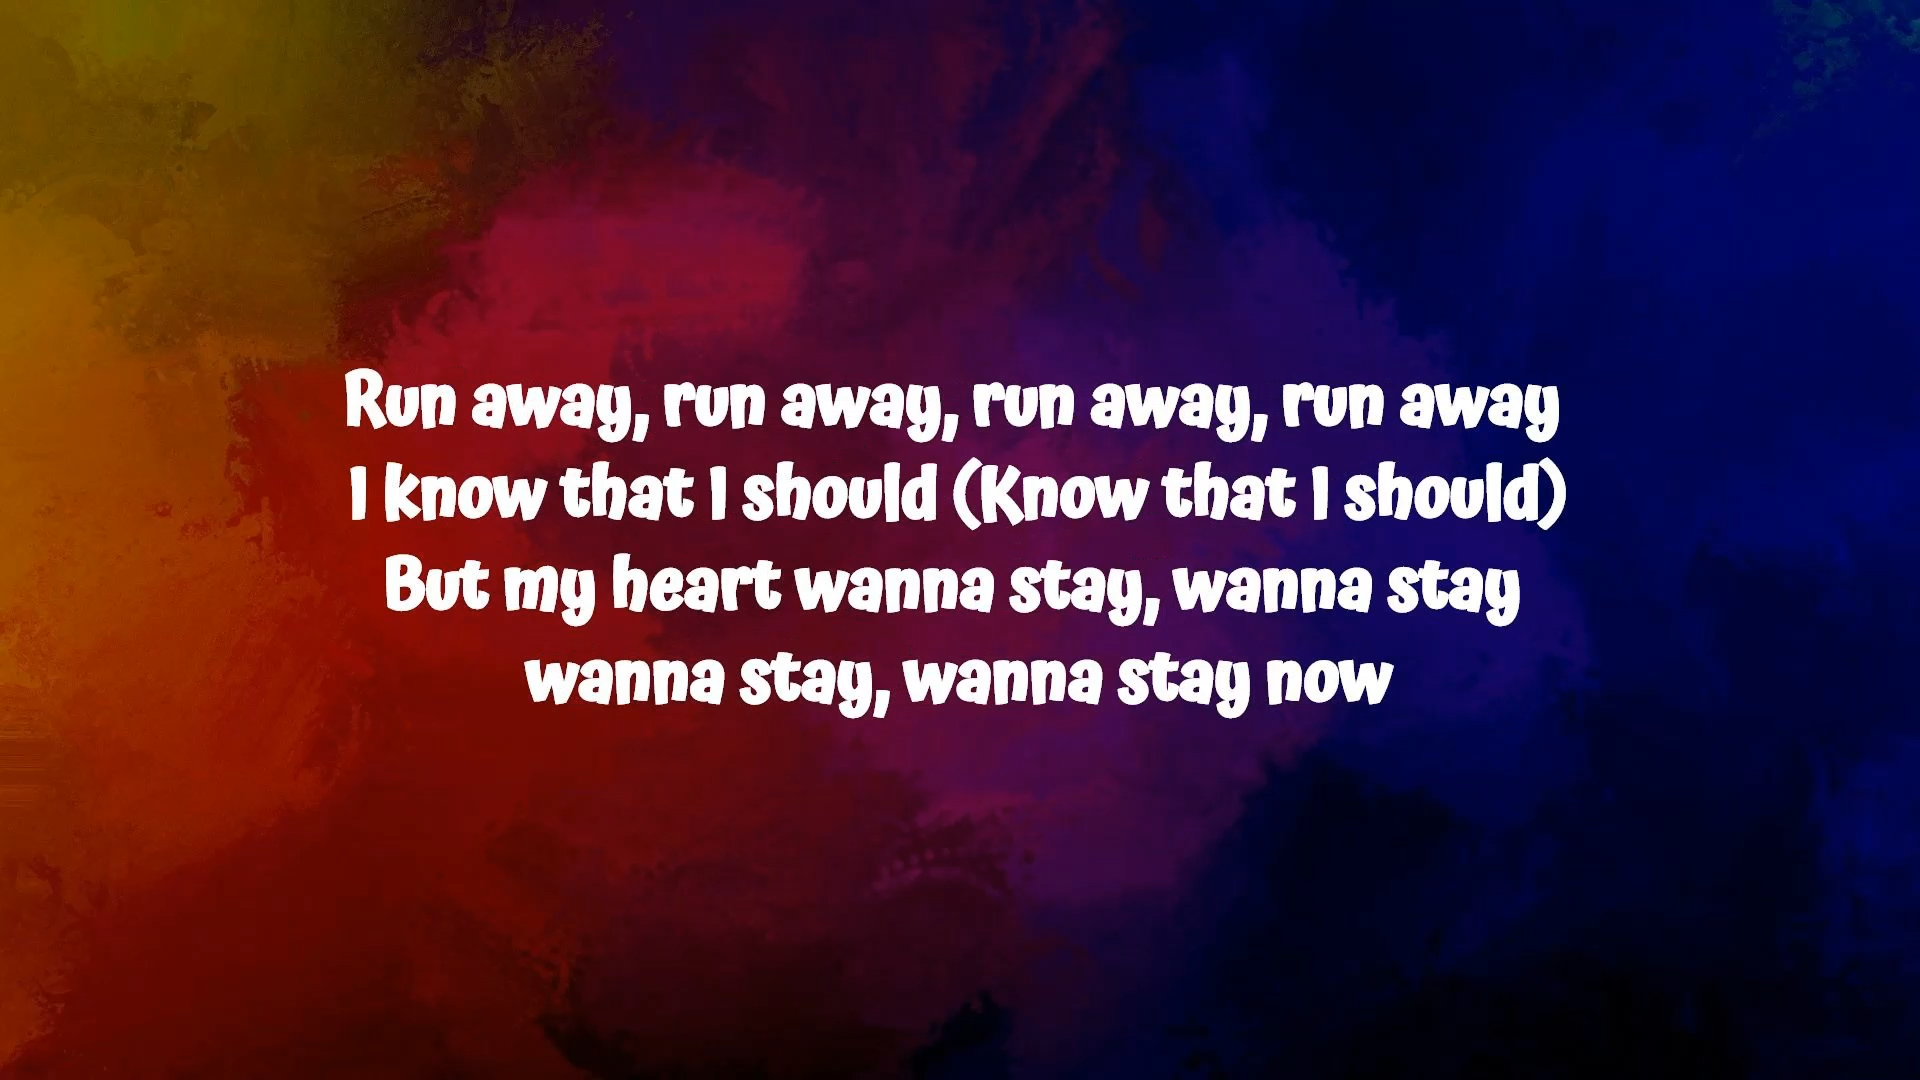 Run away, run away, run away, run away
I know that I should (Know that I should)
But my heart wanna stay, wanna stay
wanna stay, wanna stay now